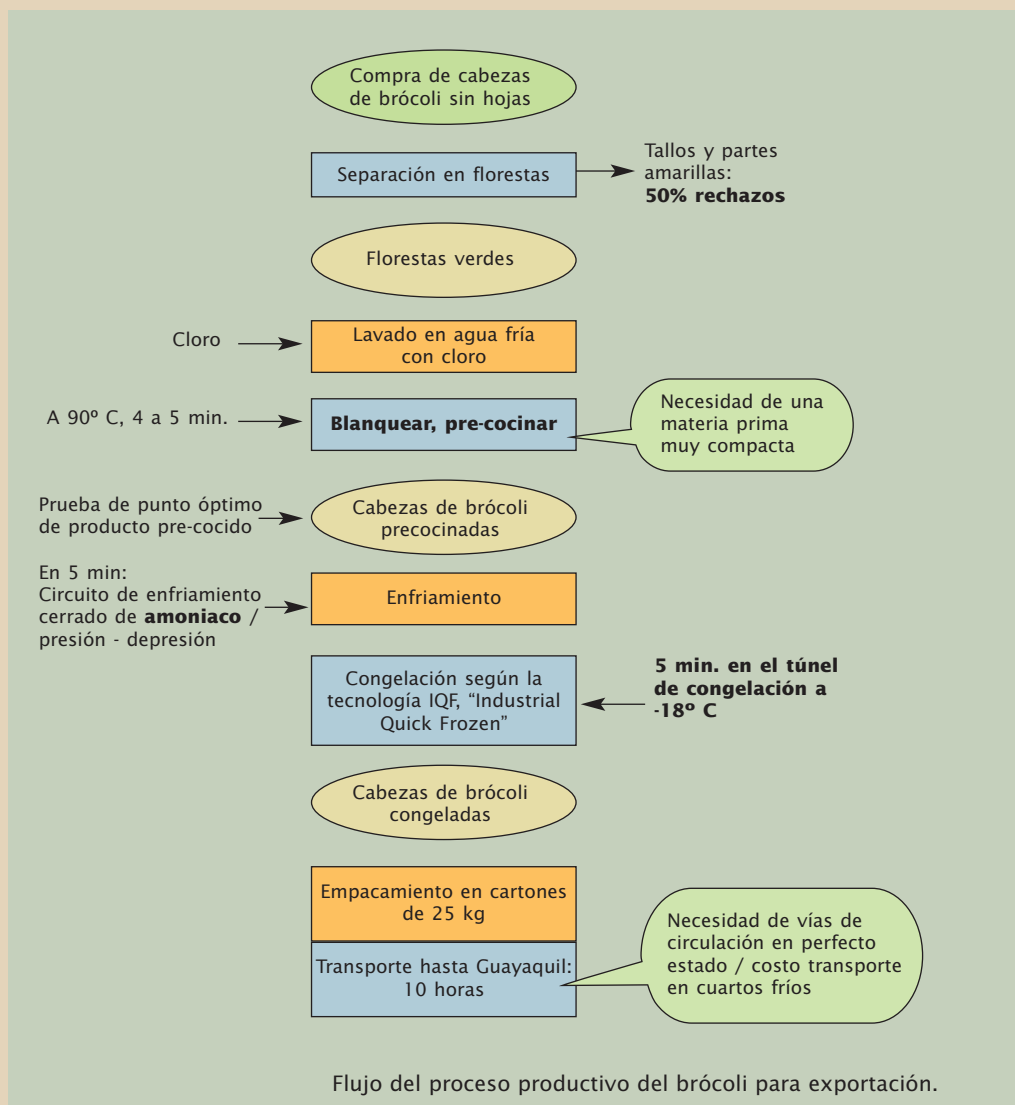 Compra de cabezas
de brócoli sin hojas
Separación en florestas
Tallos y partes
amarillas:
50% rechazos
Florestas verdes
Cloro
Lavado en agua fría
con cloro
A 90º C, 4 a 5 min.
Blanquear, pre-cocinar
Necesidad de una
materia prima
muy compacta
Prueba de punto óptimo
de producto pre-cocido
Cabezas de brócoli
precocinadas
En 5 min:
Circuito de enfriamiento
cerrado de amoniaco /
presión - depresión
Enfriamiento
Congelación según la
tecnología IQF, “Industrial
Quick Frozen”
5 min. en el túnel
de congelación a
-18º C
Cabezas de brócoli
congeladas
Empacamiento en cartones
de 25 kg
Transporte hasta Guayaquil:
10 horas
Necesidad de vías de
circulación en perfecto
estado / costo transporte
en cuartos fríos
Flujo del proceso productivo del brócoli para exportación.